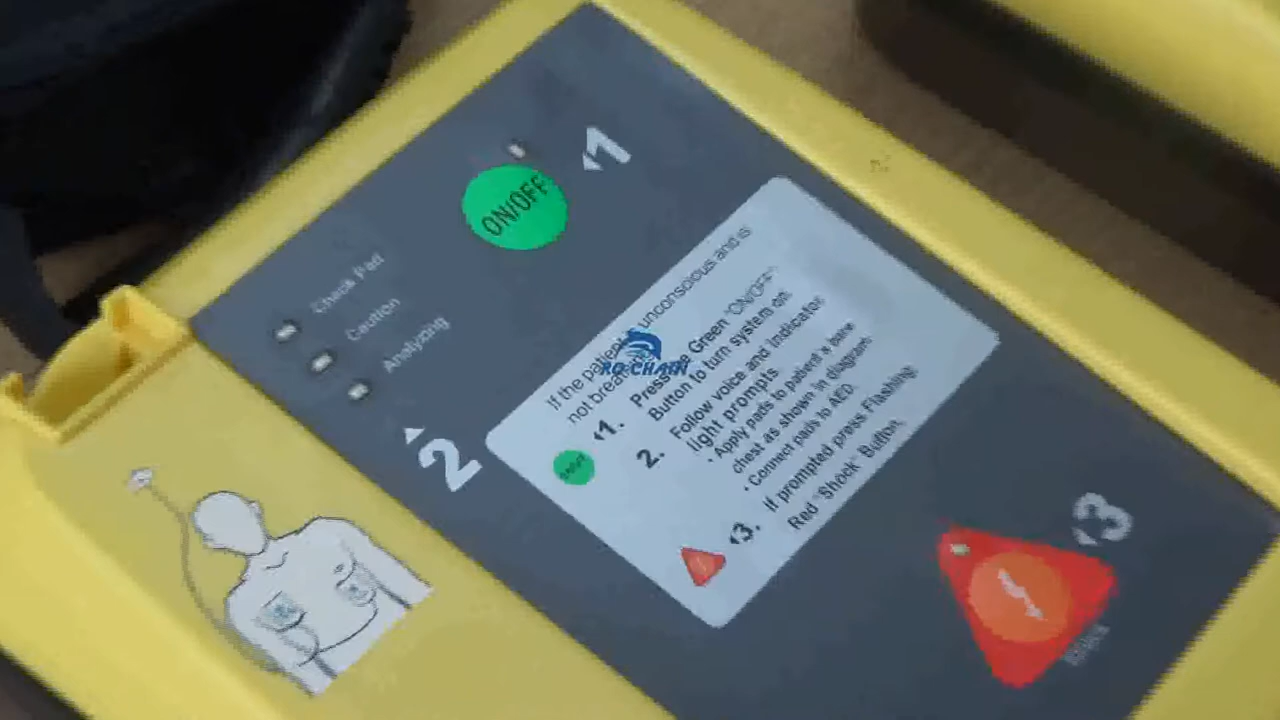 1
ON/OFF
Check Pad
Caution
Analyzing
2
If the patient is unconscious and is
not breathing
1. Press the Green "ON/OFF"
Button to turn system on.
2. Follow voice and indicator
light prompts
• Apply pads to patient's bare
chest as shown in diagram.
• Connect pads to AED.
3. If prompted press Flashing
Red "Shock" Button.
3
RQ CHAIN